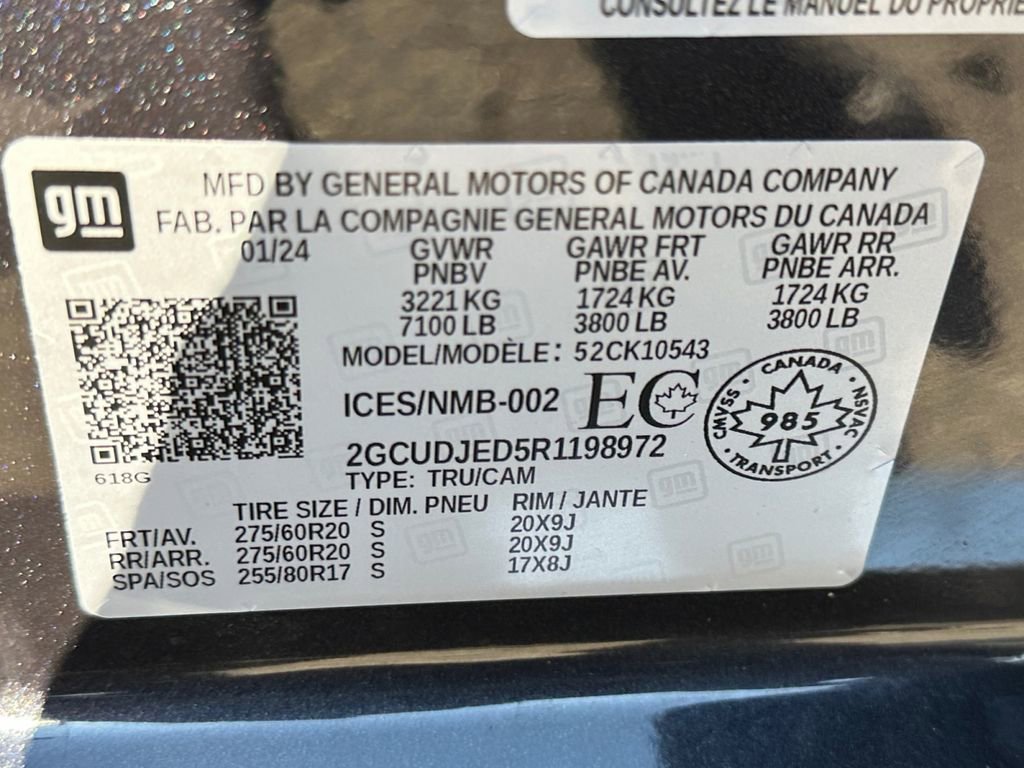 CONSULTEZ LE MANUEL DU
gm
MFD BY GENERAL MOTORS OF CANADA COMPANY
FAB. PAR LA COMPAGNIE GENERAL MOTORS DU CANADA
01/24 GVWR GAWR FRT GAWR RR
PNBV PNBE AV. PNBE ARR.
3221 KG 1724 KG 1724 KG
7100 LB 3800 LB 3800 LB
MODEL/MODÈLE: 52CK10543
ICES/NMB-002 EC
CANADA
CMVSS 985 NSVAC
TRANSPORT
2GCUDJED5R1198972
618G
TYPE: TRU/CAM
TIRE SIZE / DIM. PNEU RIM / JANTE
FRT/AV. 275/60R20 S 20X9J
RR/ARR. 275/60R20 S 20X9J
SPA/SOS 255/80R17 S 17X8J